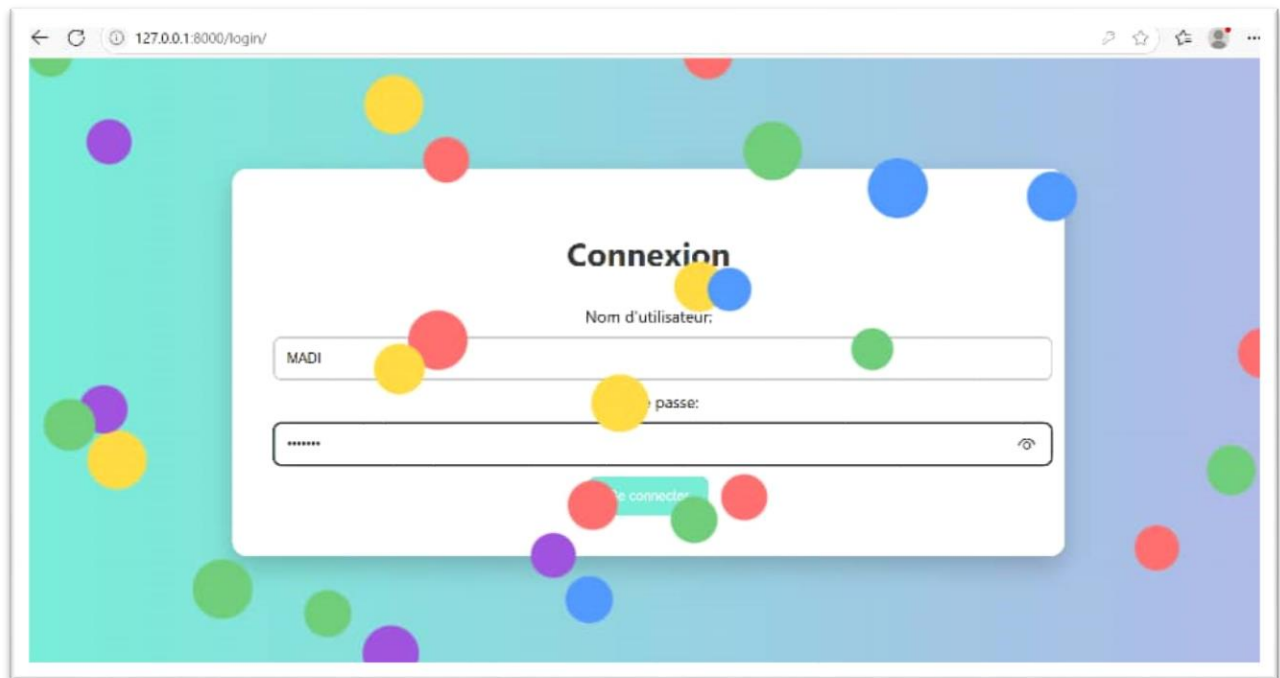 127.0.0.1:8000/login/
Connexion
Nom d'utilisateur:
MADI
passe:
•••••••
connecter